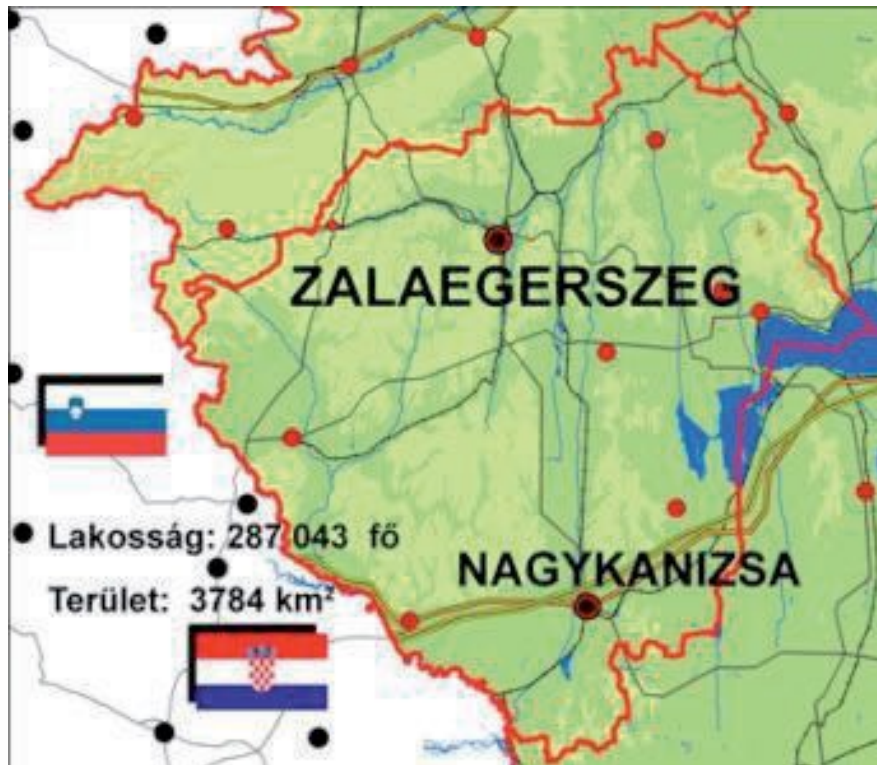 ZALAEGERSZEG
Lakosság: 287 043 fő
NAGYKANIZSA
Terület: 3784 km²